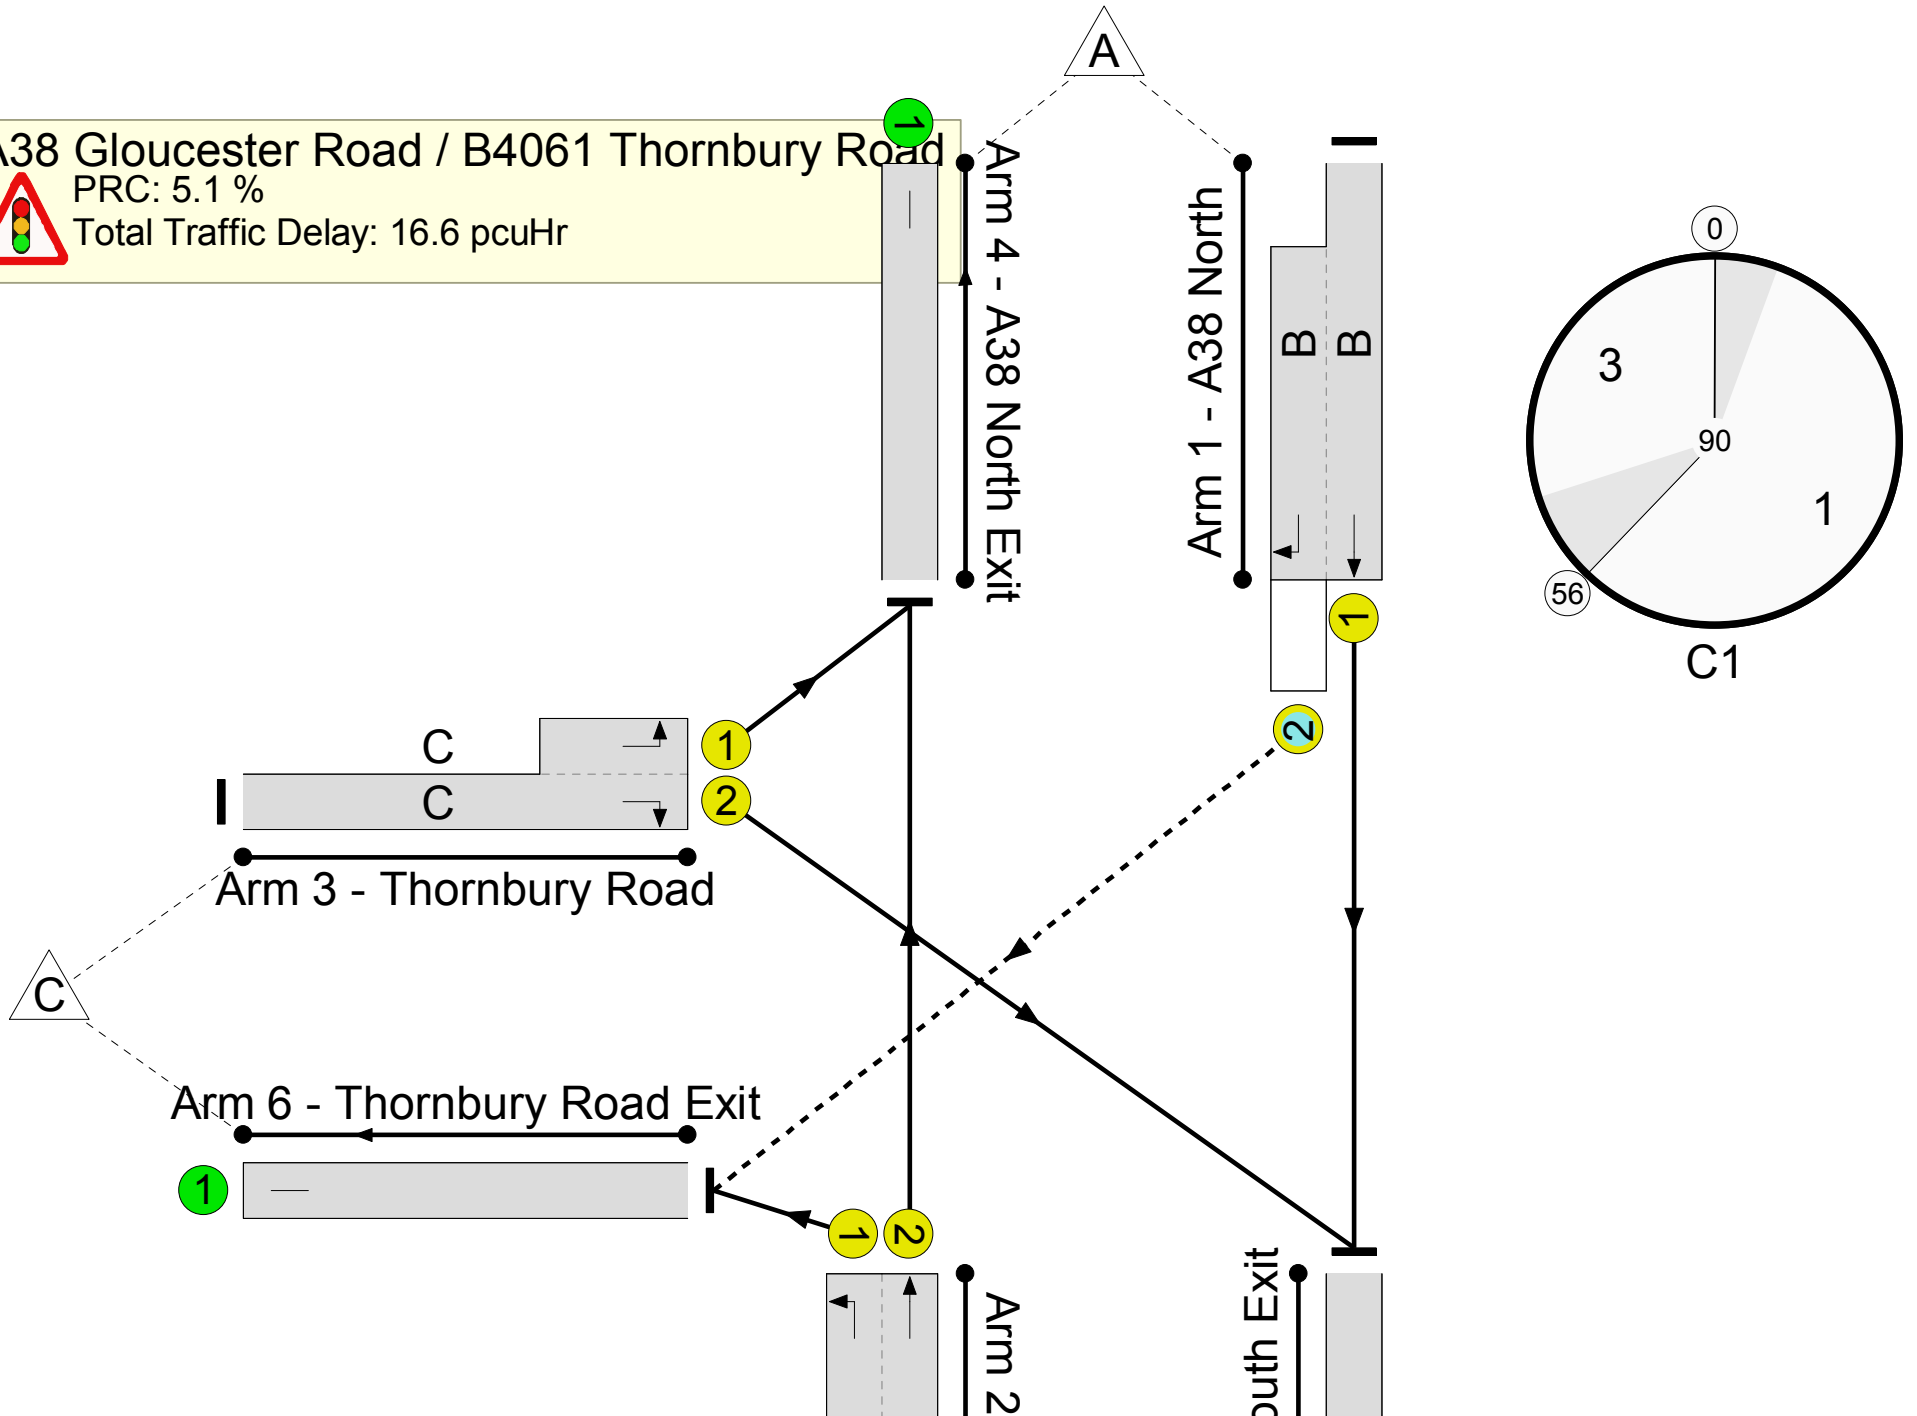 A
A38 Gloucester Road / B4061 Thornbury Road
PRC: 5.1 %
Total Traffic Delay: 16.6 pcuHr
1
Arm 4 - A38 North Exit
Arm 1 - A38 North
B
B
1
2
0
3
90
1
56
C1
C
C
1
2
Arm 3 - Thornbury Road
C
Arm 6 - Thornbury Road Exit
1
1
2
Arm 2
outh Exit